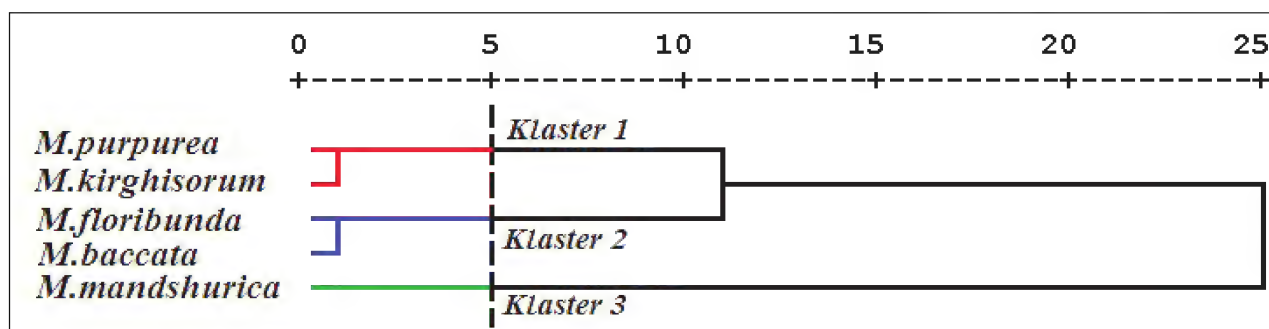 0 5 10 15 20 25
Klaster 1
M.purpurea
M.kirghisorum
M.floribunda
Klaster 2
M.baccata
M.mandshurica
Klaster 3